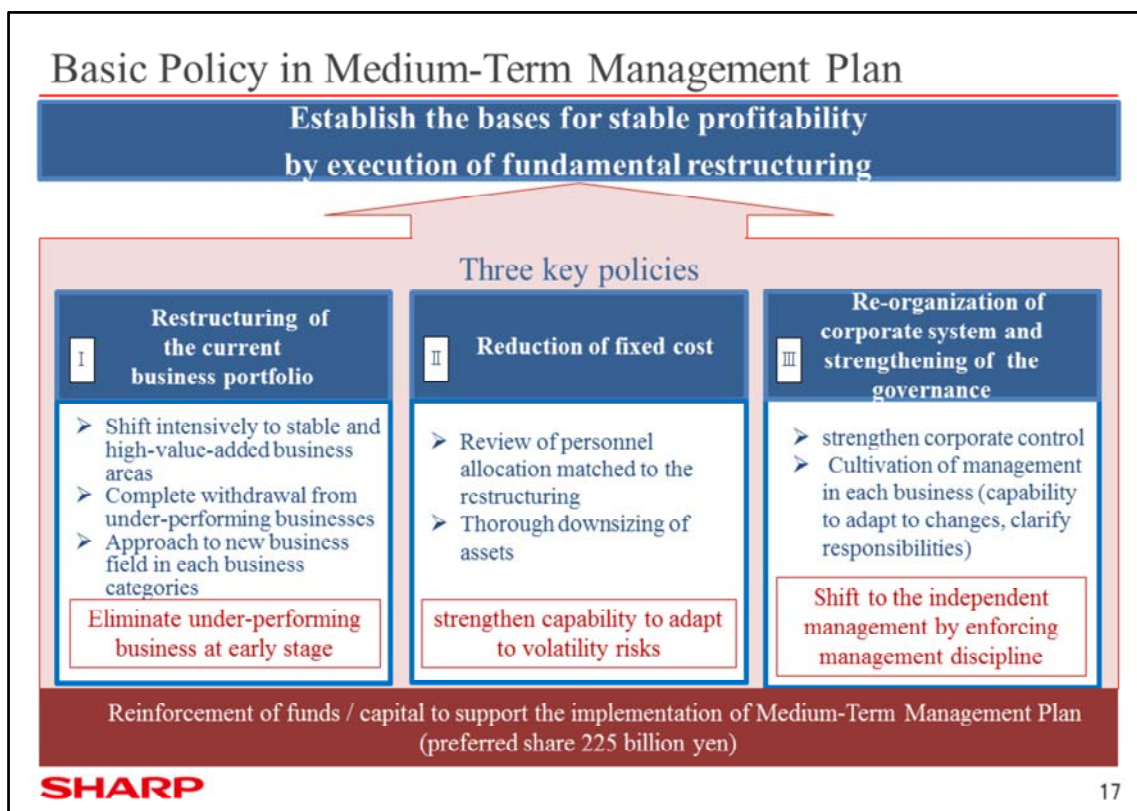 Basic Policy in Medium-Term Management Plan
Establish the bases for stable profitability
by execution of fundamental restructuring
Three key policies
Ⅰ
Restructuring of
the current
business portfolio
➢ Shift intensively to stable and
high-value-added business
areas
➢ Complete withdrawal from
under-performing businesses
➢ Approach to new business
field in each business
categories
Eliminate under-performing
business at early stage
Ⅱ
Reduction of fixed cost
➢ Review of personnel
allocation matched to the
restructuring
➢ Thorough downsizing of
assets
strengthen capability to adapt
to volatility risks
Ⅲ
Re-organization of
corporate system and
strengthening of the
governance
➢ strengthen corporate control
➢ Cultivation of management
in each business (capability
to adapt to changes, clarify
responsibilities)
Shift to the independent
management by enforcing
management discipline
Reinforcement of funds / capital to support the implementation of Medium-Term Management Plan
(preferred share 225 billion yen)
SHARP
17